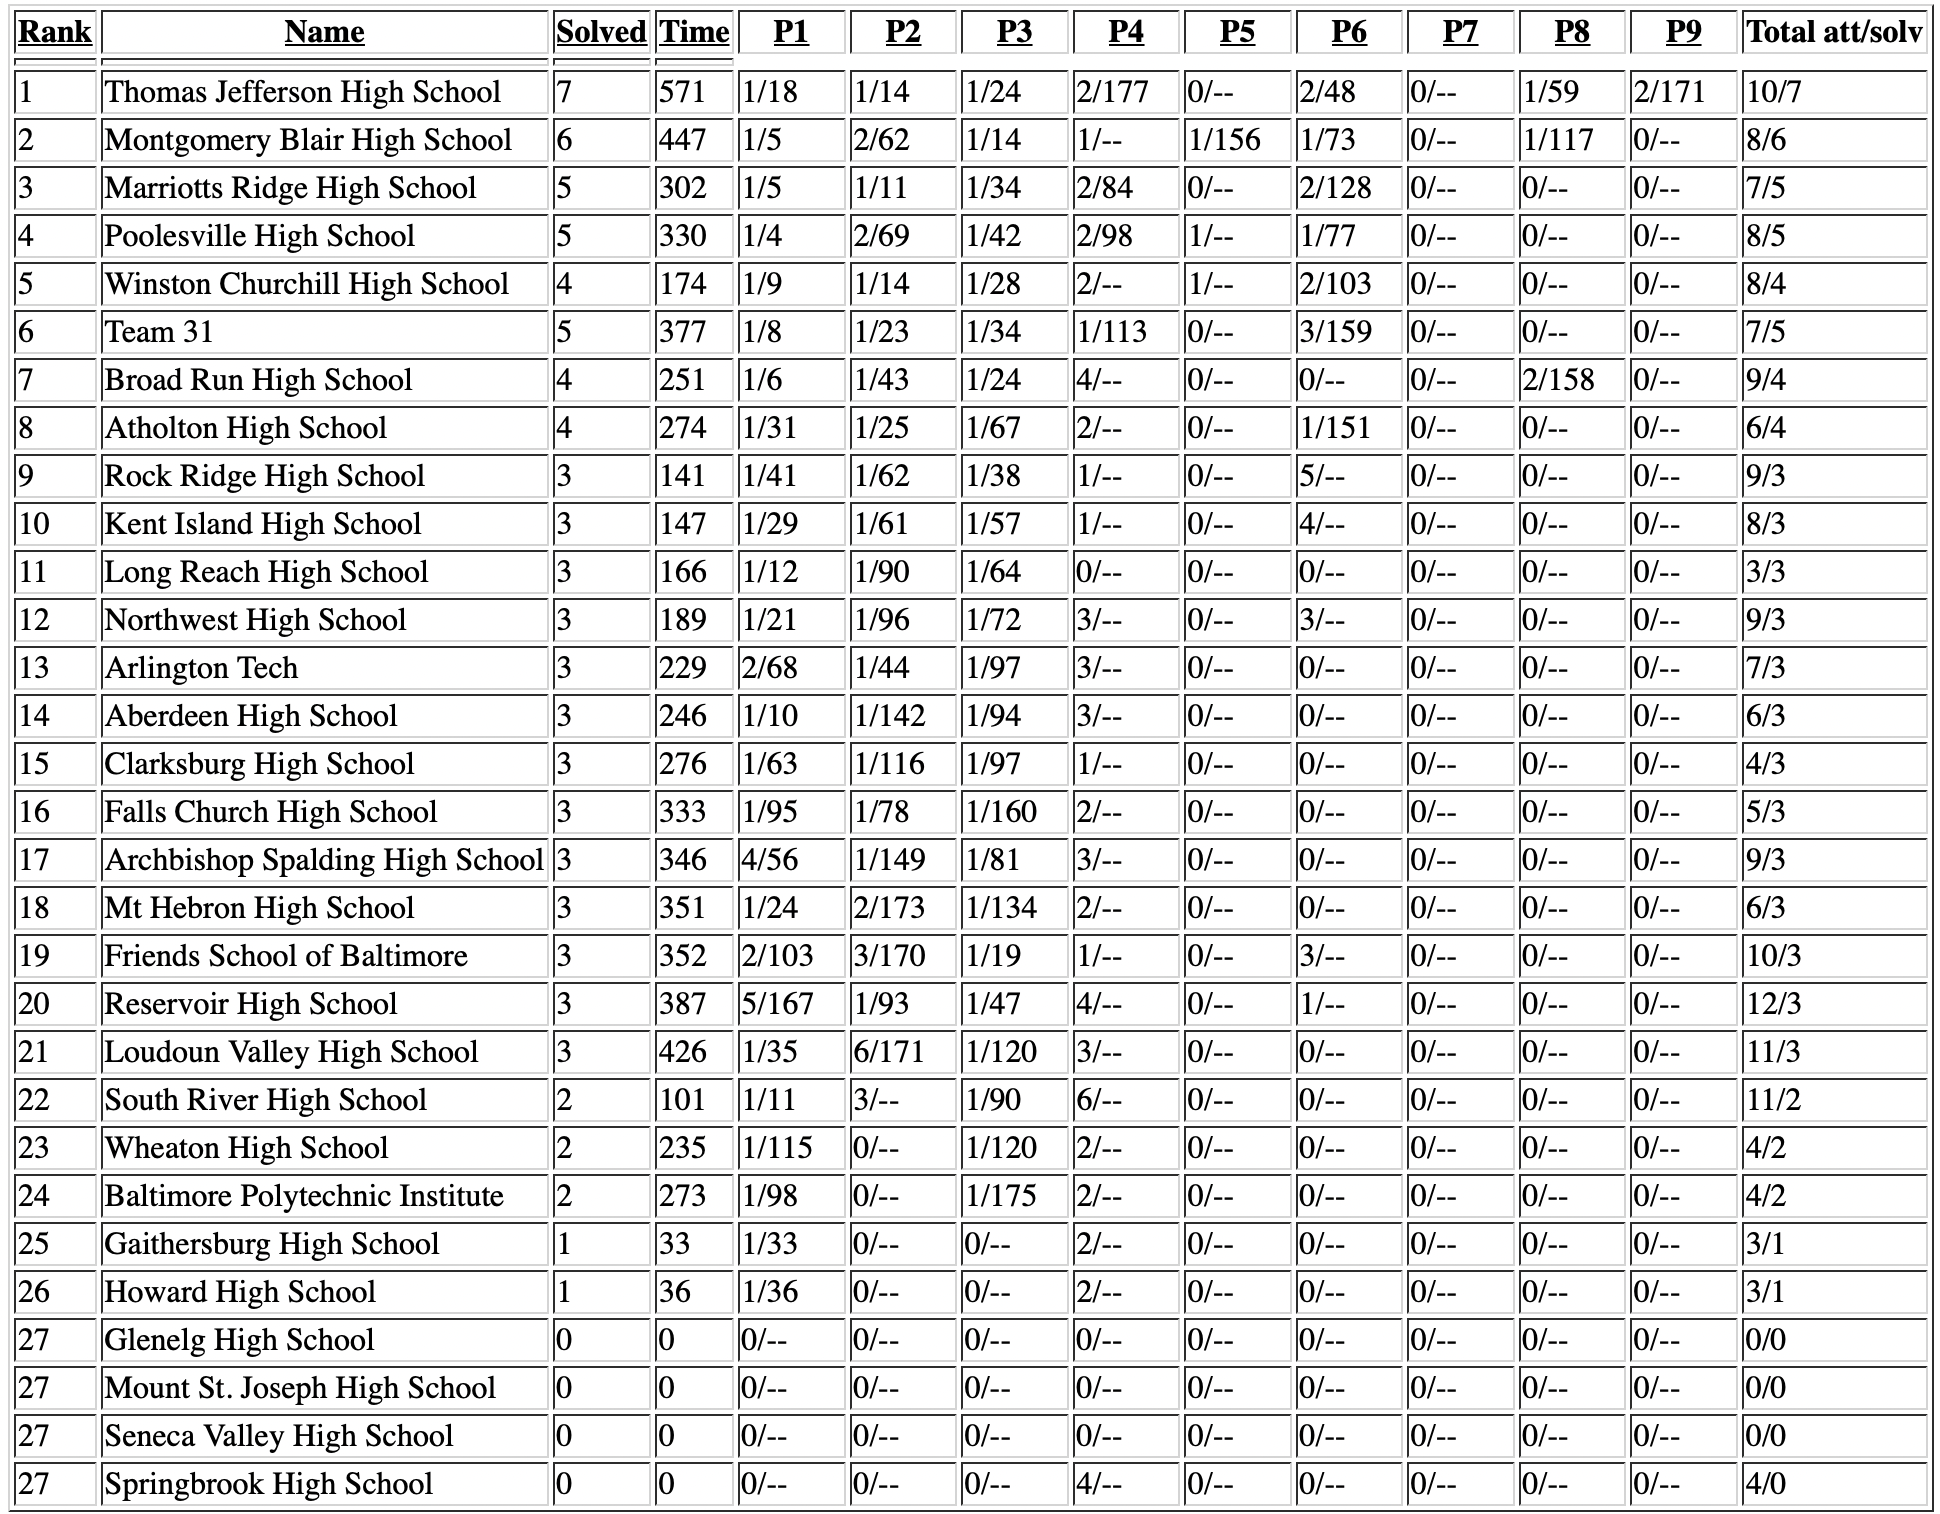 Rank Name Solved Time P1 P2 P3 P4 P5 P6 P7 P8 P9 Total att/solv
1 Thomas Jefferson High School 7 571 1/18 1/14 1/24 2/177 0/-- 2/48 0/-- 1/59 2/171 10/7
2 Montgomery Blair High School 6 447 1/5 2/62 1/14 1/-- 1/156 1/73 0/-- 1/117 0/-- 8/6
3 Marriotts Ridge High School 5 302 1/5 1/11 1/34 2/84 0/-- 2/128 0/-- 0/-- 0/-- 7/5
4 Poolesville High School 5 330 1/4 2/69 1/42 2/98 1/-- 1/77 0/-- 0/-- 0/-- 8/5
5 Winston Churchill High School 4 174 1/9 1/14 1/28 2/-- 1/-- 2/103 0/-- 0/-- 0/-- 8/4
6 Team 31 5 377 1/8 1/23 1/34 1/113 0/-- 3/159 0/-- 0/-- 0/-- 7/5
7 Broad Run High School 4 251 1/6 1/43 1/24 4/-- 0/-- 0/-- 0/-- 2/158 0/-- 9/4
8 Atholton High School 4 274 1/31 1/25 1/67 2/-- 0/-- 1/151 0/-- 0/-- 0/-- 6/4
9 Rock Ridge High School 3 141 1/41 1/62 1/38 1/-- 0/-- 5/-- 0/-- 0/-- 0/-- 9/3
10 Kent Island High School 3 147 1/29 1/61 1/57 1/-- 0/-- 4/-- 0/-- 0/-- 0/-- 8/3
11 Long Reach High School 3 166 1/12 1/90 1/64 0/-- 0/-- 0/-- 0/-- 0/-- 0/-- 3/3
12 Northwest High School 3 189 1/21 1/96 1/72 3/-- 0/-- 3/-- 0/-- 0/-- 0/-- 9/3
13 Arlington Tech 3 229 2/68 1/44 1/97 3/-- 0/-- 0/-- 0/-- 0/-- 0/-- 7/3
14 Aberdeen High School 3 246 1/10 1/142 1/94 3/-- 0/-- 0/-- 0/-- 0/-- 0/-- 6/3
15 Clarksburg High School 3 276 1/63 1/116 1/97 1/-- 0/-- 0/-- 0/-- 0/-- 0/-- 4/3
16 Falls Church High School 3 333 1/95 1/78 1/160 2/-- 0/-- 0/-- 0/-- 0/-- 0/-- 5/3
17 Archbishop Spalding High School 3 346 4/56 1/149 1/81 3/-- 0/-- 0/-- 0/-- 0/-- 0/-- 9/3
18 Mt Hebron High School 3 351 1/24 2/173 1/134 2/-- 0/-- 0/-- 0/-- 0/-- 0/-- 6/3
19 Friends School of Baltimore 3 352 2/103 3/170 1/19 1/-- 0/-- 3/-- 0/-- 0/-- 0/-- 10/3
20 Reservoir High School 3 387 5/167 1/93 1/47 4/-- 0/-- 1/-- 0/-- 0/-- 0/-- 12/3
21 Loudoun Valley High School 3 426 1/35 6/171 1/120 3/-- 0/-- 0/-- 0/-- 0/-- 0/-- 11/3
22 South River High School 2 101 1/11 3/-- 1/90 6/-- 0/-- 0/-- 0/-- 0/-- 0/-- 11/2
23 Wheaton High School 2 235 1/115 0/-- 1/120 2/-- 0/-- 0/-- 0/-- 0/-- 0/-- 4/2
24 Baltimore Polytechnic Institute 2 273 1/98 0/-- 1/175 2/-- 0/-- 0/-- 0/-- 0/-- 0/-- 4/2
25 Gaithersburg High School 1 33 1/33 0/-- 0/-- 2/-- 0/-- 0/-- 0/-- 0/-- 0/-- 3/1
26 Howard High School 1 36 1/36 0/-- 0/-- 2/-- 0/-- 0/-- 0/-- 0/-- 0/-- 3/1
27 Glenelg High School 0 0 0/-- 0/-- 0/-- 0/-- 0/-- 0/-- 0/-- 0/-- 0/-- 0/0
27 Mount St. Joseph High School 0 0 0/-- 0/-- 0/-- 0/-- 0/-- 0/-- 0/-- 0/-- 0/-- 0/0
27 Seneca Valley High School 0 0 0/-- 0/-- 0/-- 0/-- 0/-- 0/-- 0/-- 0/-- 0/-- 0/0
27 Springbrook High School 0 0 0/-- 0/-- 0/-- 4/-- 0/-- 0/-- 0/-- 0/-- 0/-- 4/0